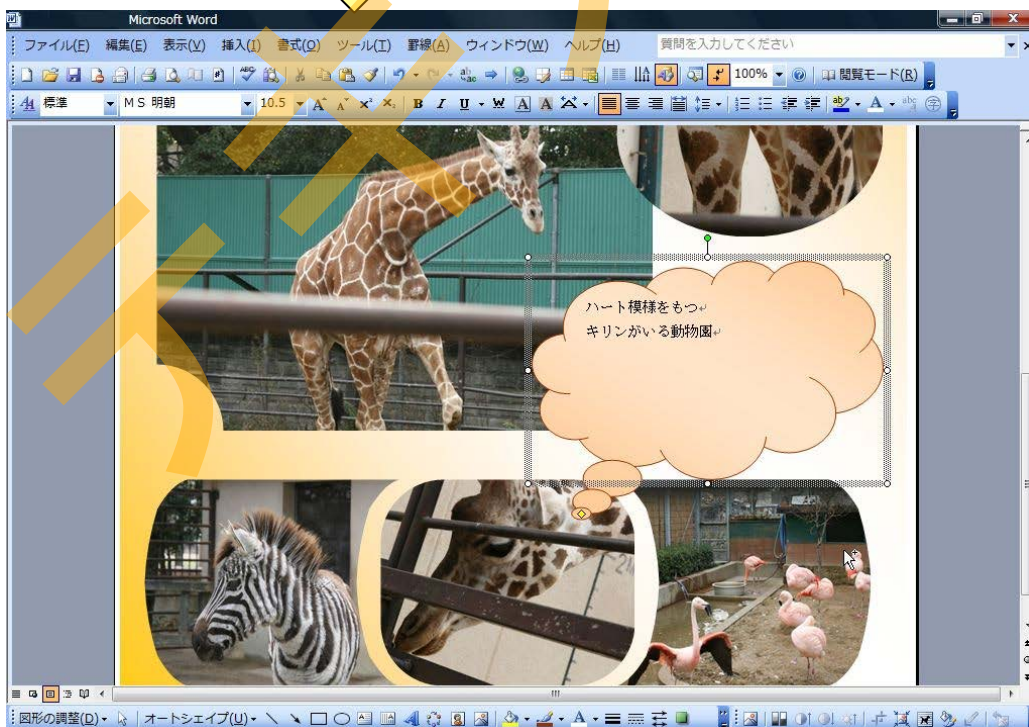 Microsoft Word
ファイル(F) 編集(E) 表示(V) 挿入(I) 書式(O) ツール(T) 罫線(A) ウィンドウ(W) ヘルプ(H) 質問を入力してください
100% 閲覧モード(R)
標準 MS 明朝 10.5 A A x² x₂ B I U W A A A
ハート模様をもつ
キリンがいる動物園
図形の調整(D) オートシェイプ(U)